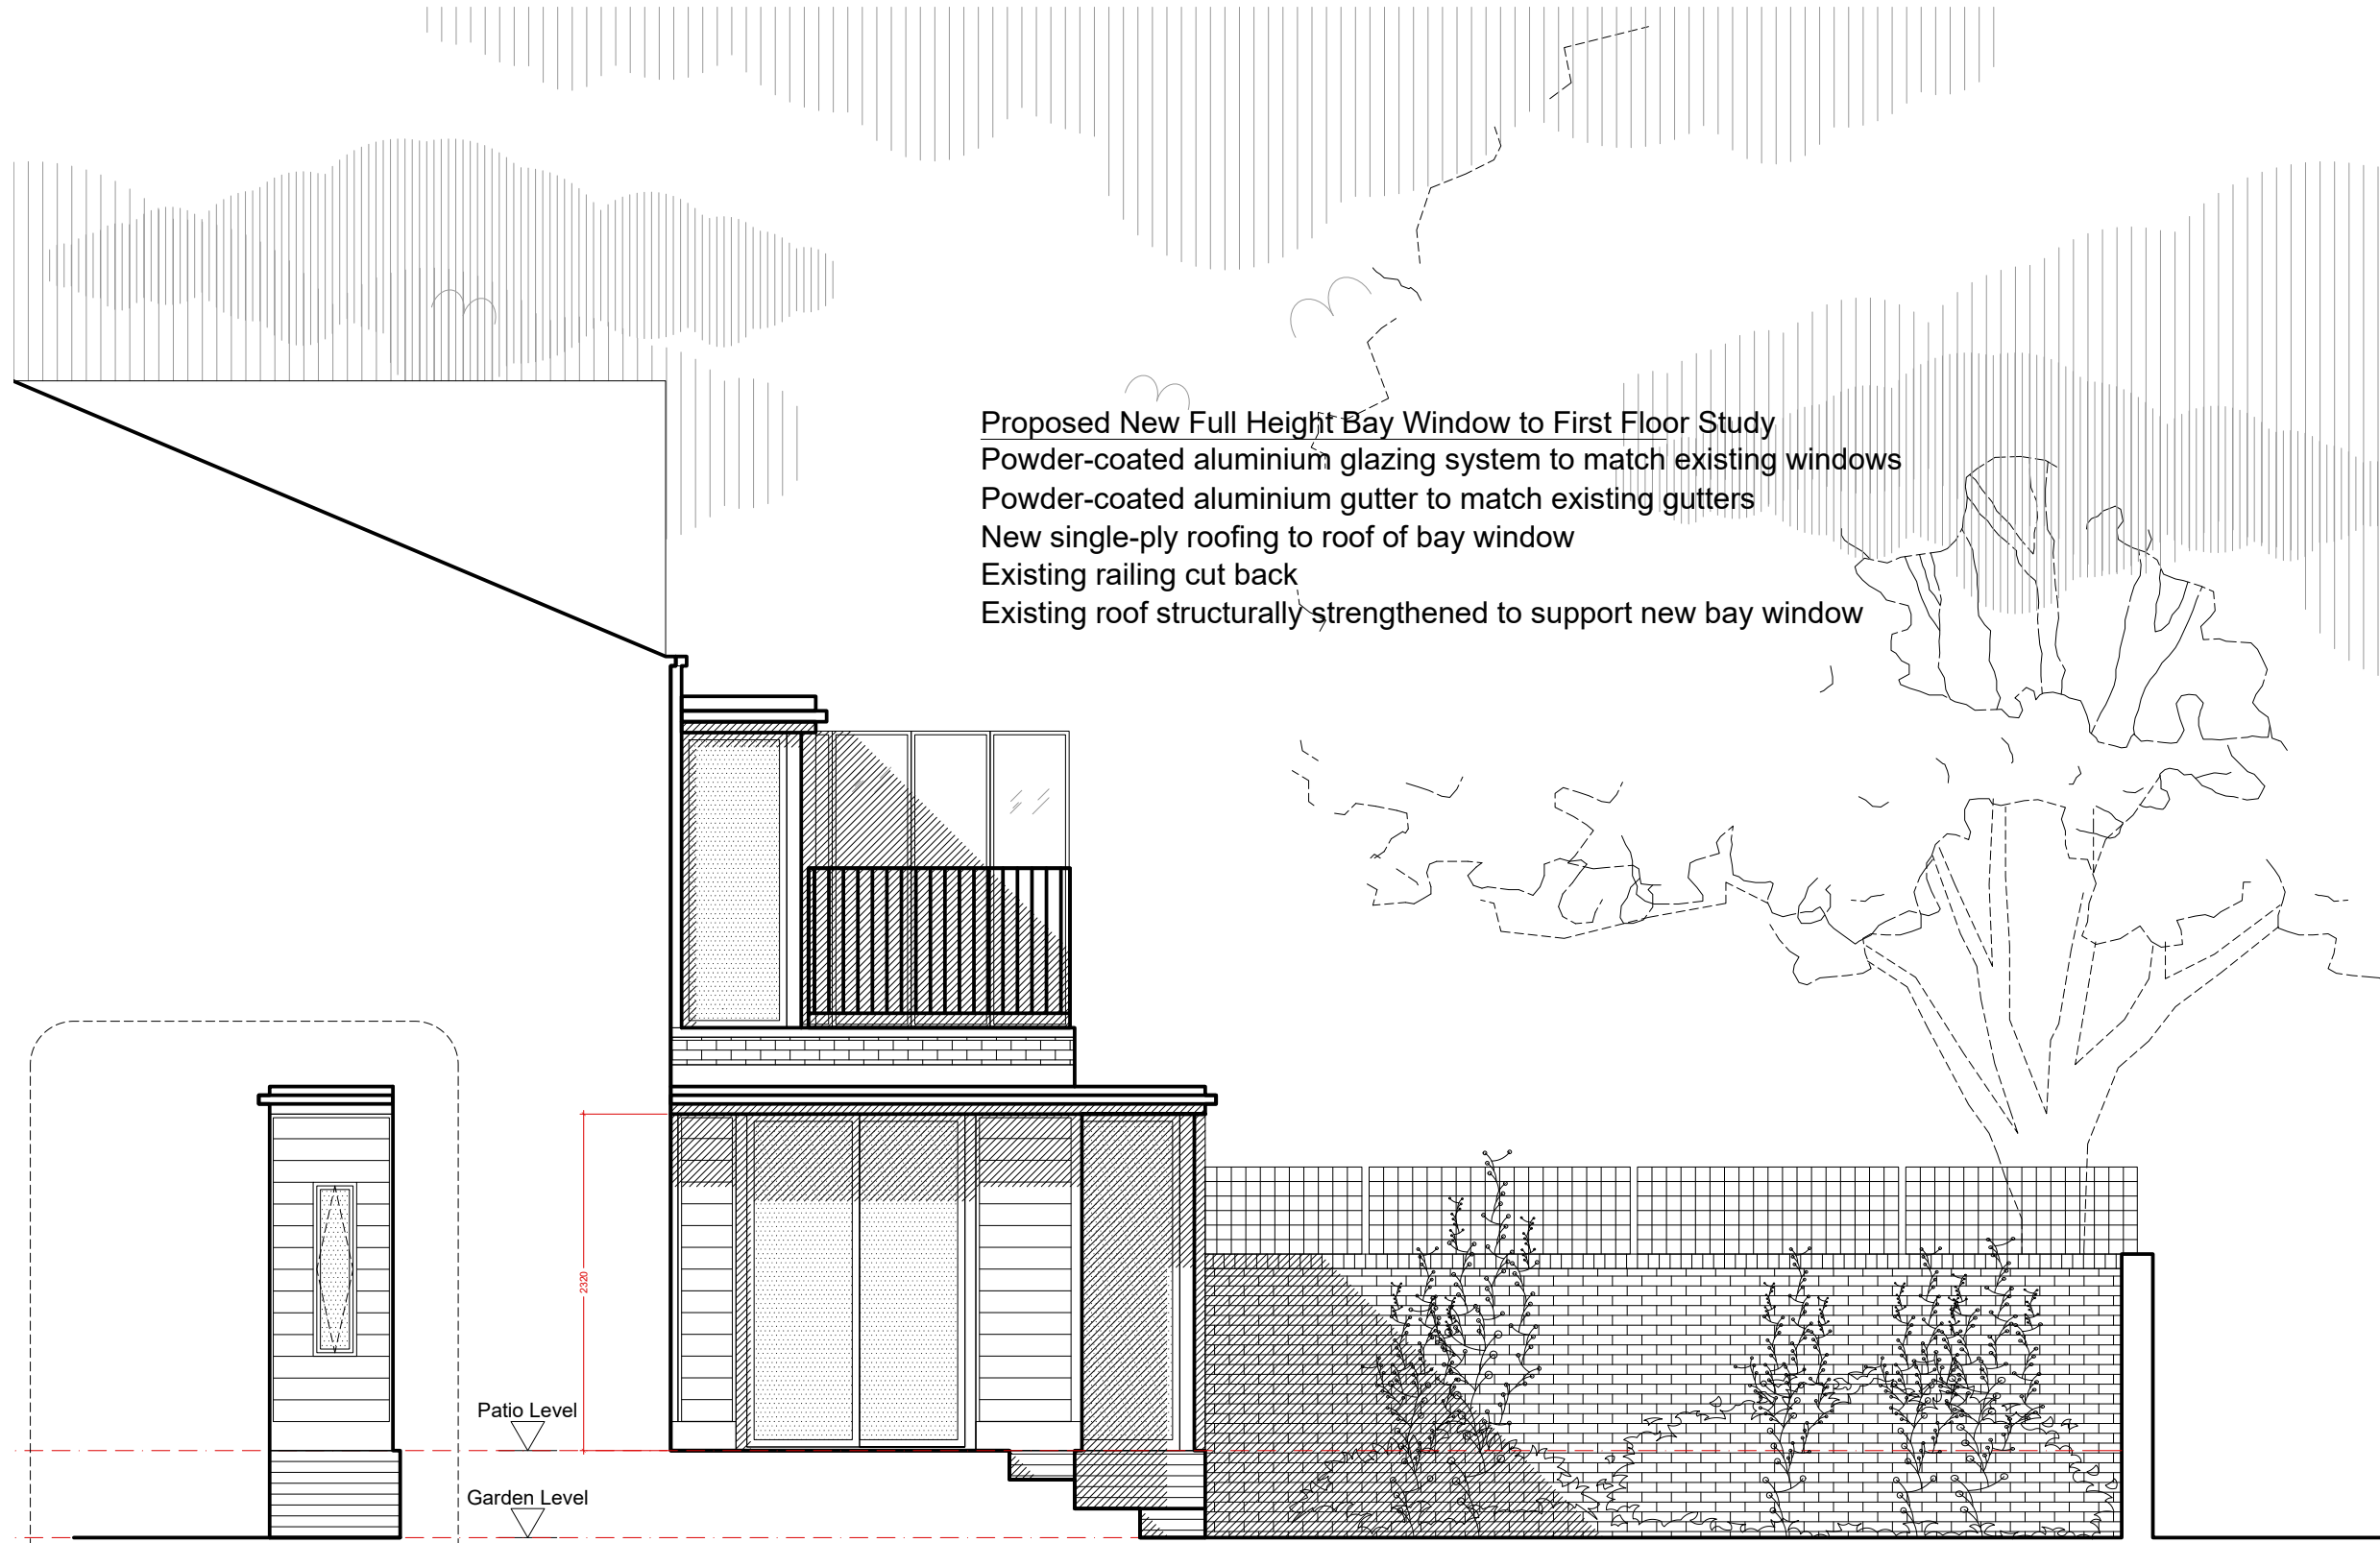 Proposed New Full Height Bay Window to First Floor Study
Powder-coated aluminium glazing system to match existing windows
Powder-coated aluminium gutter to match existing gutters
New single-ply roofing to roof of bay window
Existing railing cut back
Existing roof structurally strengthened to support new bay window
2320
Patio Level
Garden Level